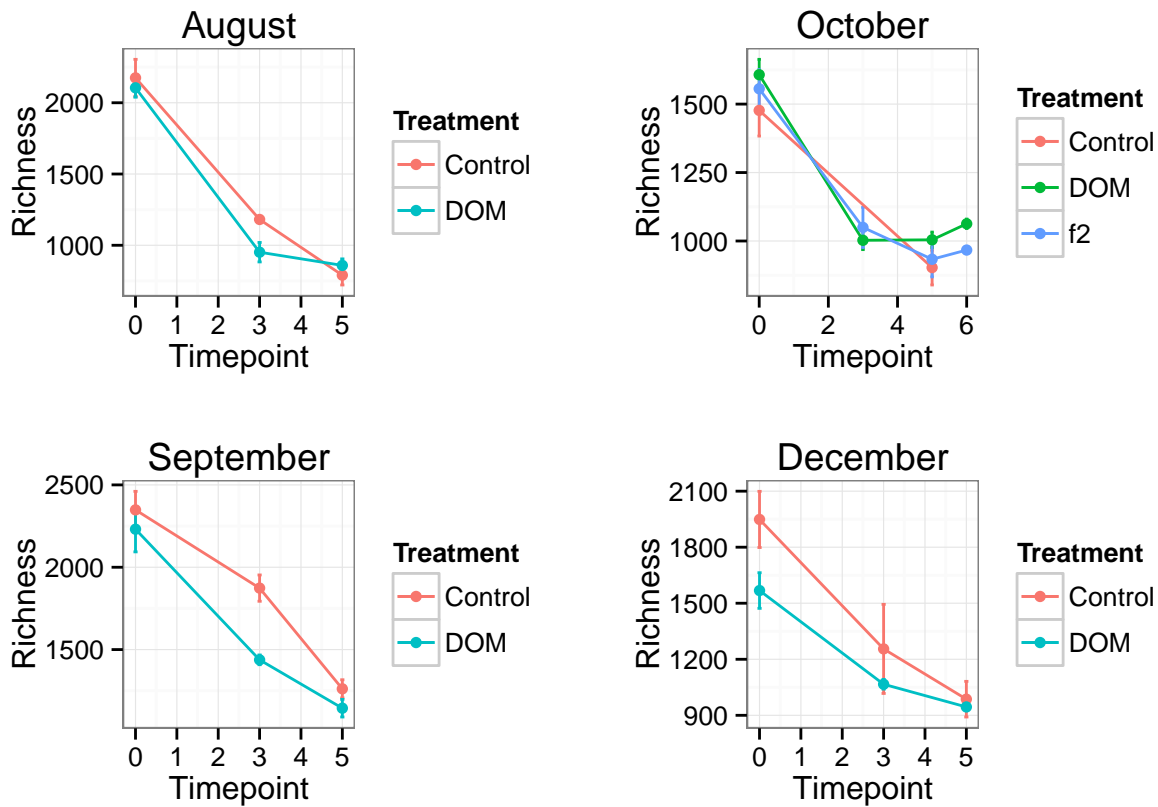 August
Richness
2000
1500
1000
0 1 2 3 4 5
Timepoint
Treatment
Control
DOM
October
Richness
1500
1250
1000
0 2 4 6
Timepoint
Treatment
Control
DOM
f2
September
Richness
2500
2000
1500
0 1 2 3 4 5
Timepoint
Treatment
Control
DOM
December
Richness
2100
1800
1500
1200
900
0 1 2 3 4 5
Timepoint
Treatment
Control
DOM